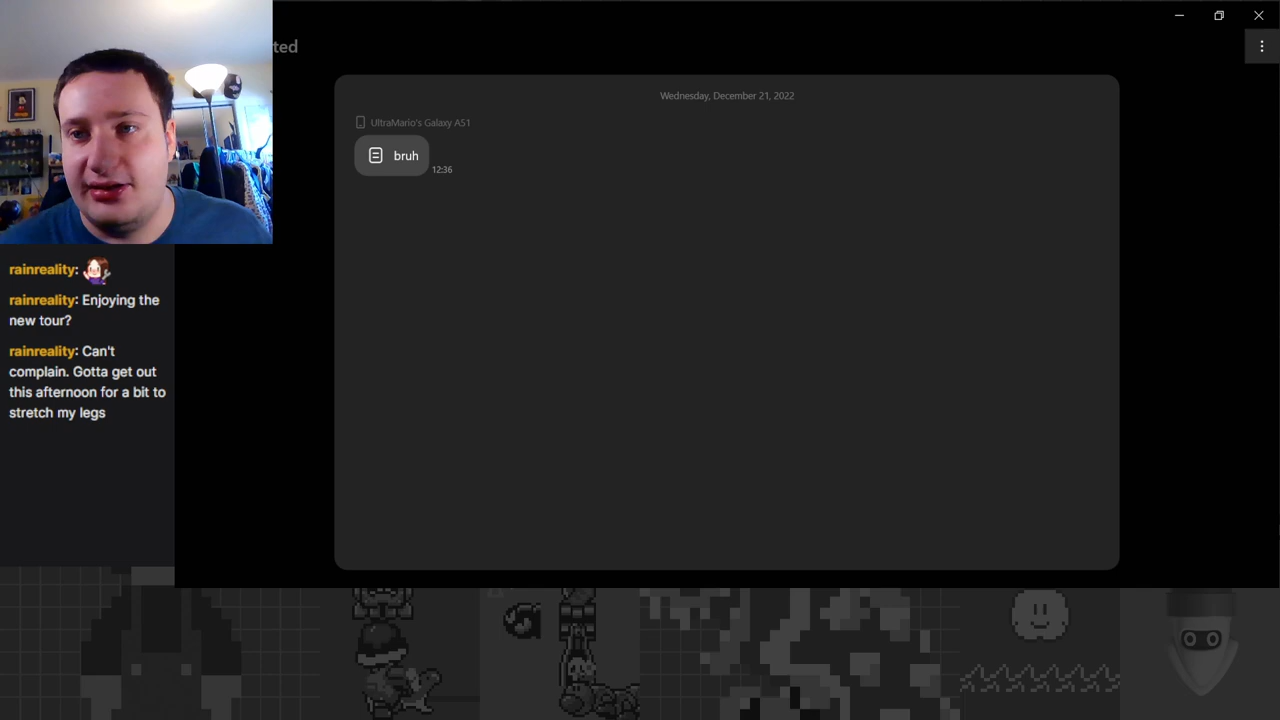 ted
Wednesday, December 21, 2022
UltraMario's Galaxy A51
bruh
12:36
rainreality:
rainreality: Enjoying the
new tour?
rainreality: Can't
complain. Gotta get out
this afternoon for a bit to
stretch my legs